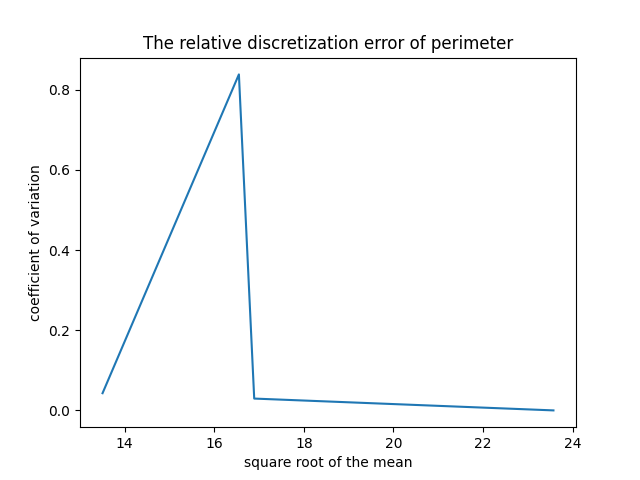 The relative discretization error of perimeter
coefficient of variation
0.8
0.6
0.4
0.2
0.0
14 16 18 20 22 24
square root of the mean